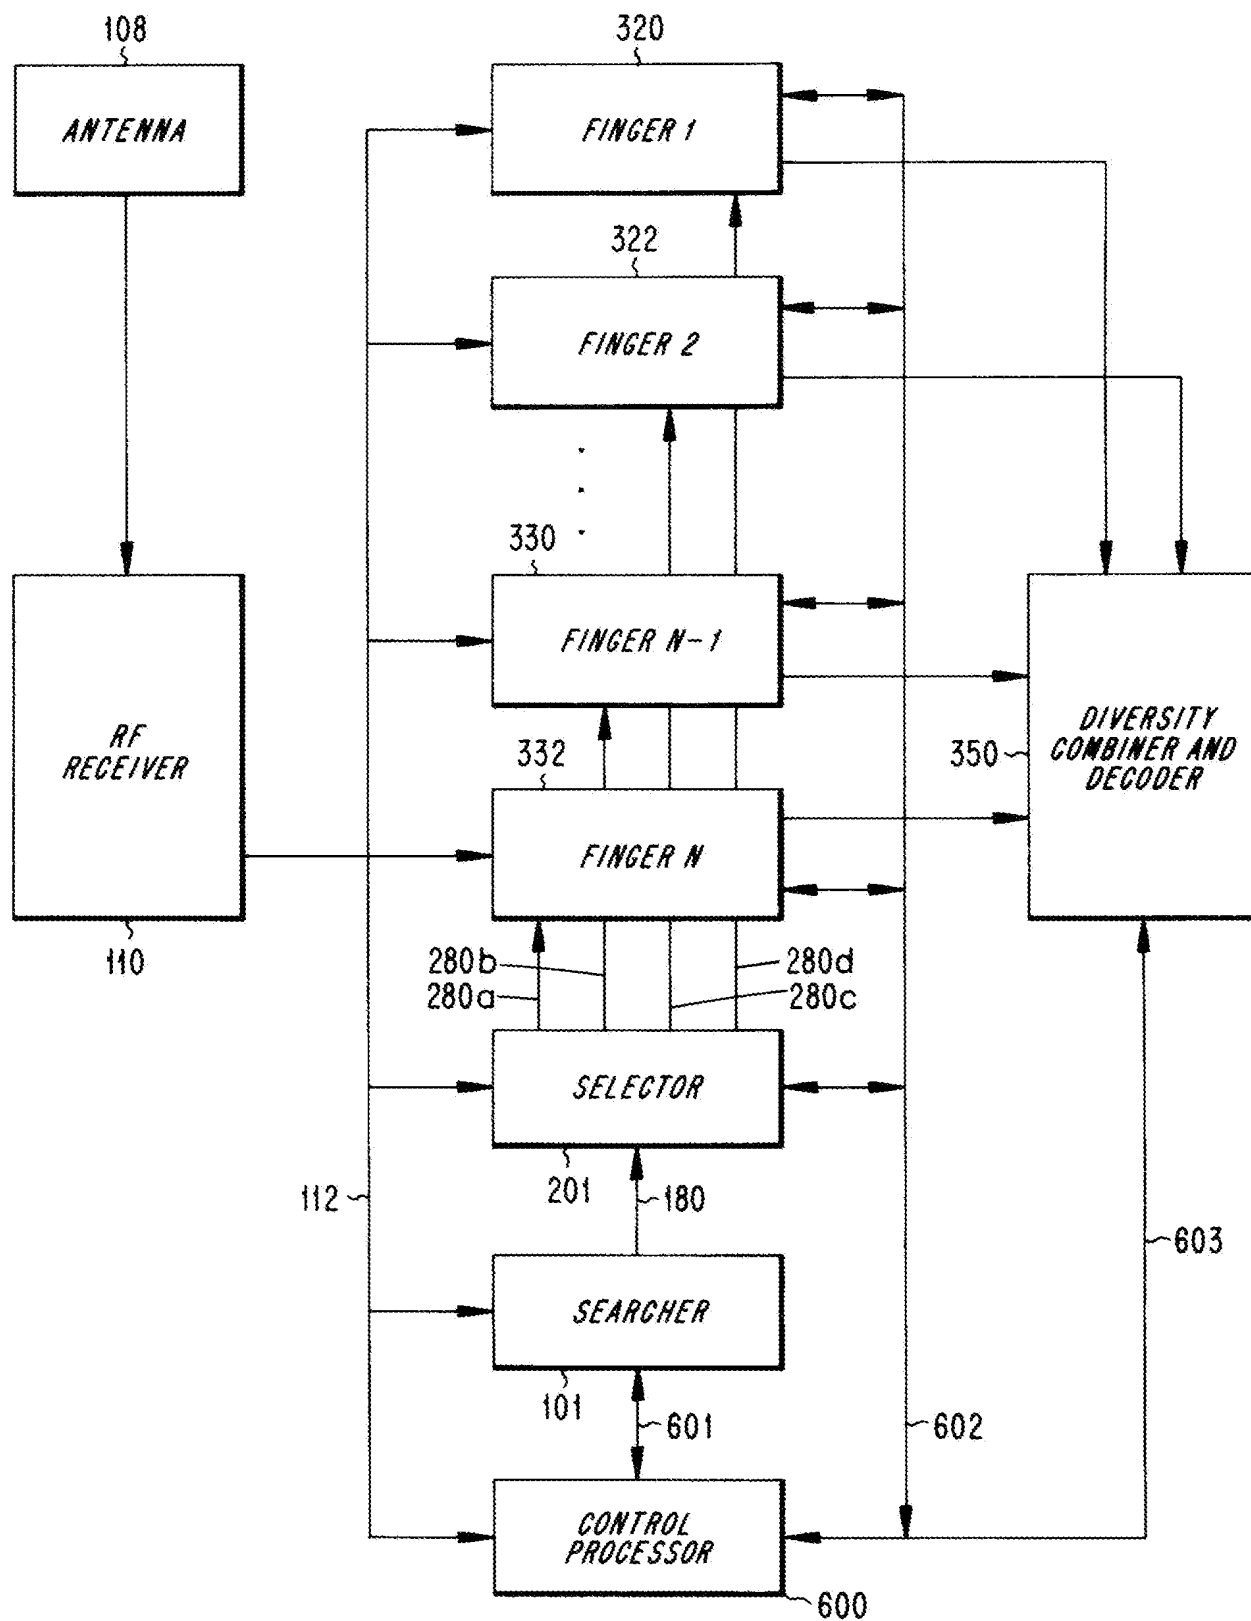 108
320
ANTENNA
FINGER 1
322
FINGER 2
330
FINGER N-1
RF
RECEIVER
332
350
DIVERSITY
COMBINER AND
DECODER
FINGER N
110
280b
280d
280a
280c
SELECTOR
112
201
180
603
SEARCHER
101
601
602
CONTROL
PROCESSOR
600